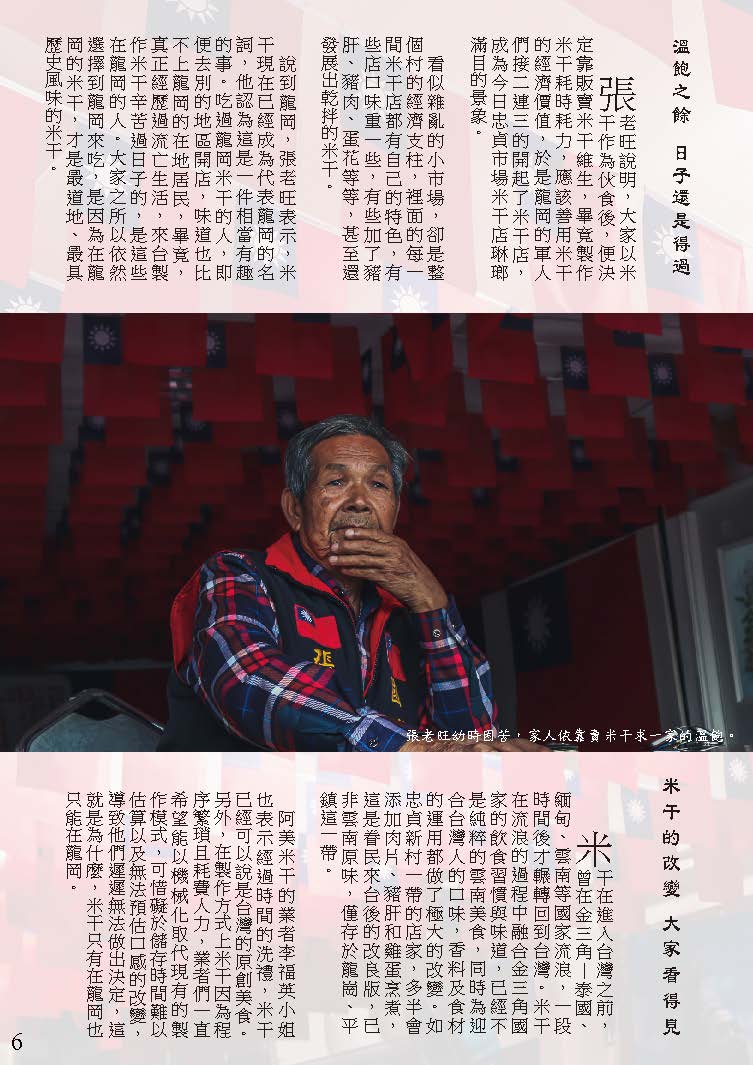 溫飽之餘 日子還是得過
張老旺說明，大家以米
干作為伙食後，便決
定靠販賣米干維生，畢竟製作
米干耗時耗力，應該善用米干
的經濟價值，於是龍岡的軍人
們接二連三的開起了米干店，
成為今日忠貞市場米干店琳瑯
滿目的景象。
看似雜亂的小市場，卻是整
個村的經濟支柱，裡面的每一
間米干店都有自己的特色，有
些店口味重一些，有些加了豬
肝、豬肉、蛋花等等，甚至還
發展出乾拌的米干。
說到龍岡，張老旺表示，米
干現在已經成為代表龍岡的名
詞，他認為這是一件相當有趣
的事。吃過龍岡米干的人，即
便去別的地區開店，味道也比
不上龍岡的在地居民，畢竟，
真正經歷過流亡生活，來台製
作米干辛苦過日子的，是這些
在龍岡的人。大家之所以依然
選擇到龍岡來吃，是因為在龍
岡的米干，才是最道地、最具
歷史風味的米干。
張老旺幼時困苦，家人依靠賣米干來一家的溫飽。
米干的改變 大家看得見
米干在進入台灣之前，
曾在金三角—泰國、
緬甸、雲南等國家流浪，一段
時間後才輾轉回到台灣。米干
在流浪的過程中融合金三角國
家的飲食習慣與味道，已經不
是純粹的雲南美食，同時為迎
合台灣人的口味，香料及食材
的運用都做了極大的改變。如
忠貞新村一帶的店家，多半會
添加肉片、豬肝和雞蛋烹煮，
這是眷民來台後的改良版，已
非雲南原味，僅存於龍崗、平
鎮這一帶。
阿美米干的業者李福英小姐
也表示經過時間的洗禮，米干
已經可以說是台灣的原創美食。
另外，在製作方式上米干因為程
序繁瑣且耗費人力，業者們一直
希望能以機械化取代現有的製
作模式，可惜礙於儲存時間難以
估算以及無法預估口感的改變，
導致他們遲遲無法做出決定，這
就是為什麼，米干只有在龍岡也
只能在龍岡。
張
6